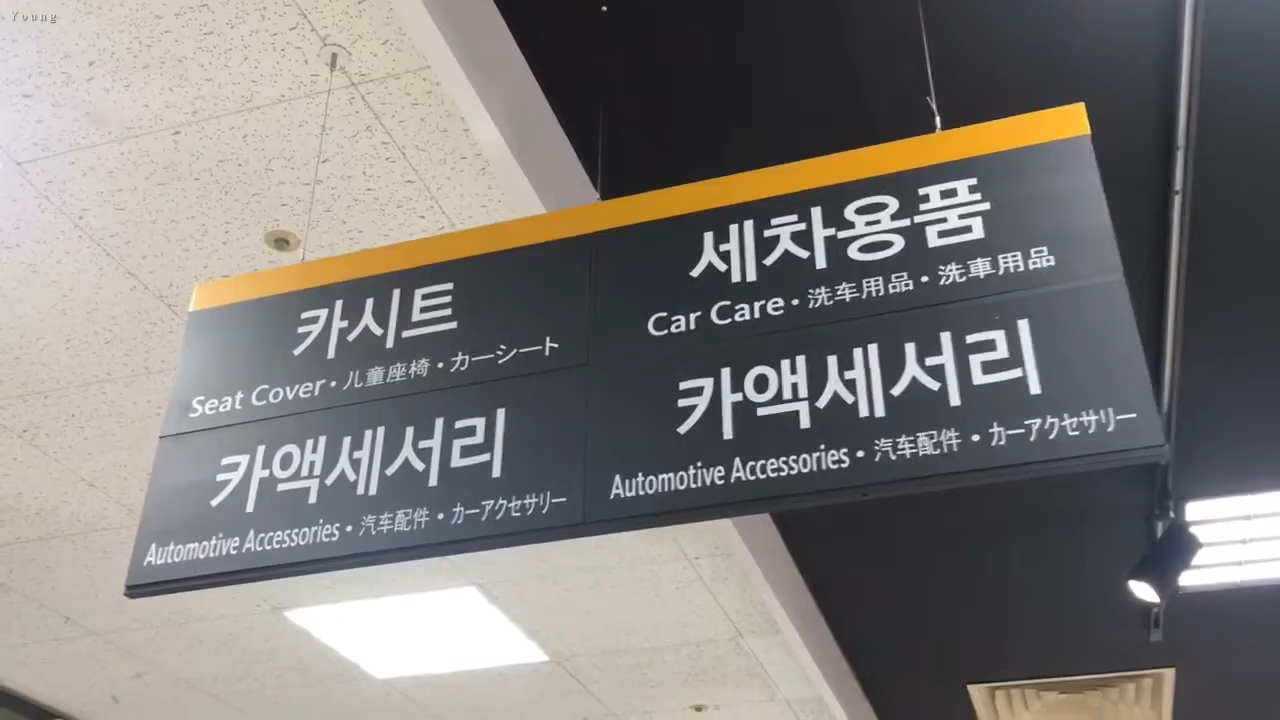 Young
카시트
Seat Cover • 儿童座椅 • カーシート
카액세서리
Automotive Accessories • 汽车配件 • カーアクセサリー
세차용품
Car Care • 洗车用品 • 洗車用品
카액세서리
Automotive Accessories • 汽车配件 • カーアクセサリー